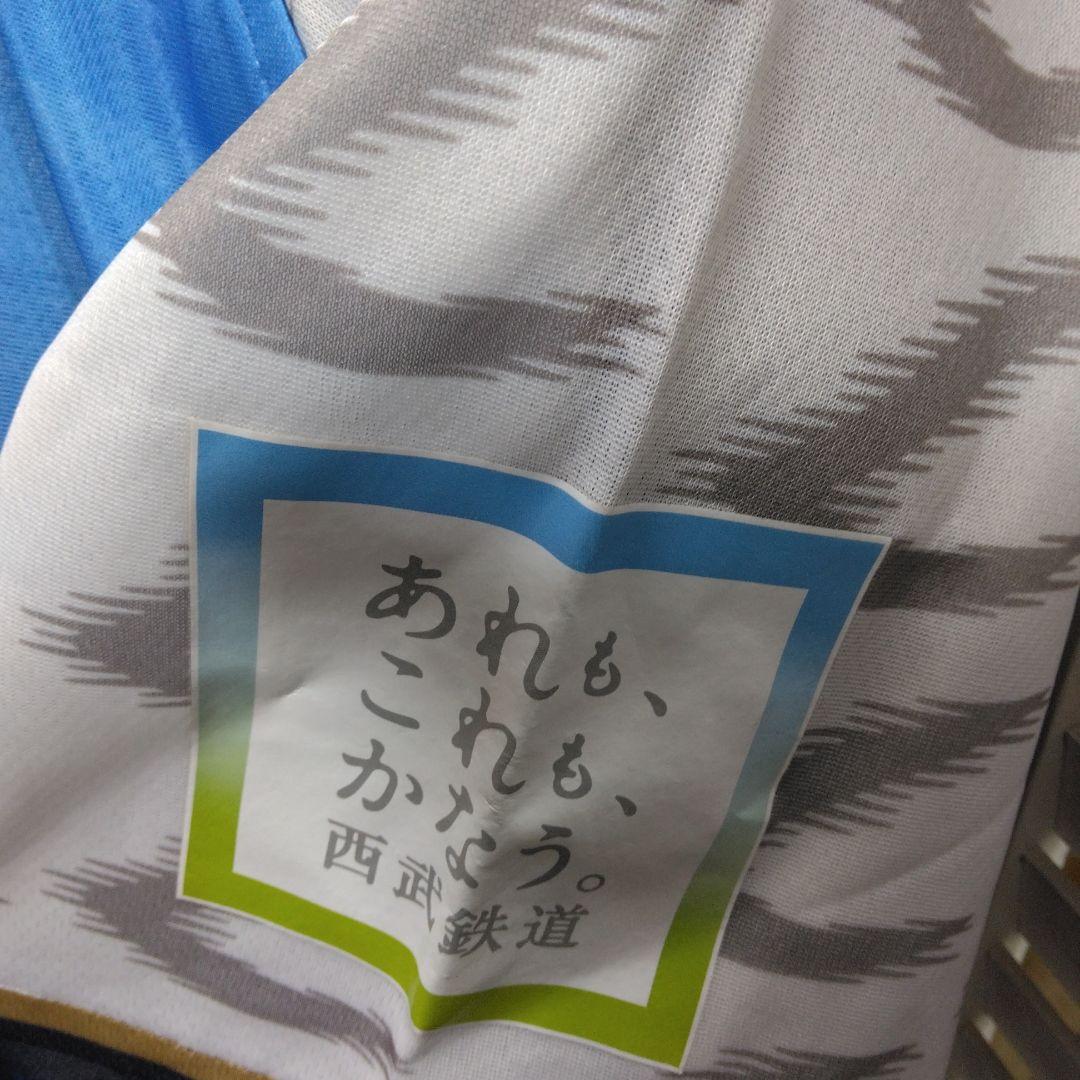 あれも、
これも、
かなう。
西武鉄道